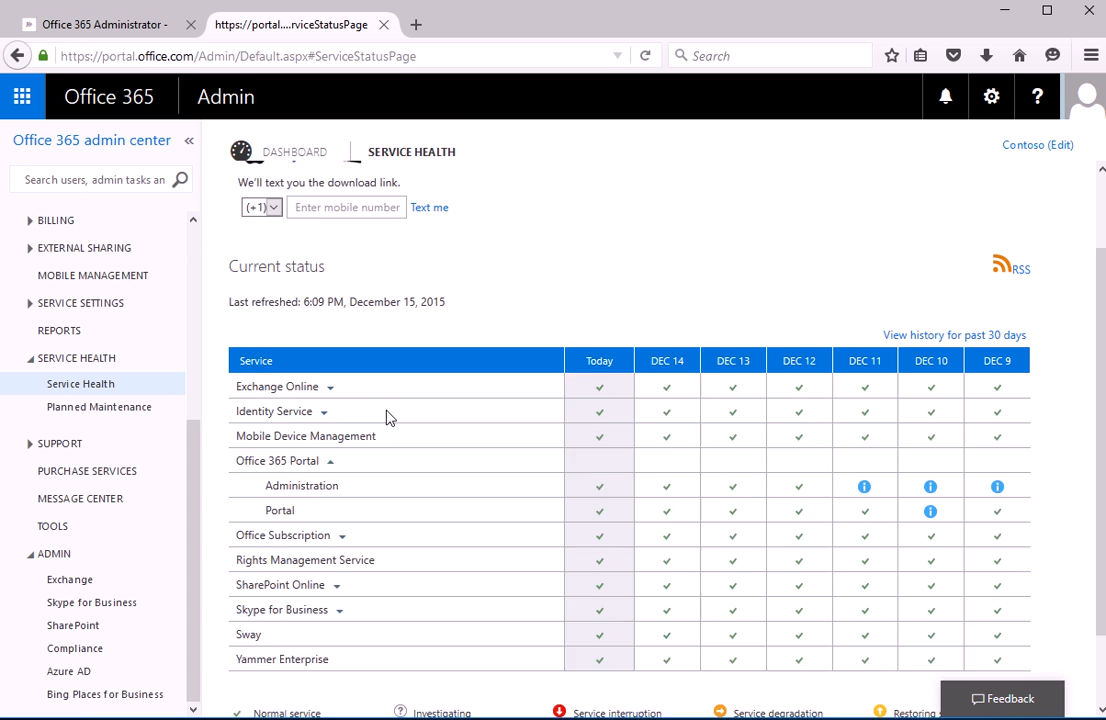 Office 365 Administrator -
https://portal....rviceStatusPage
https://portal.office.com/Admin/Default.aspx#ServiceStatusPage
Search
Office 365
Admin
?
Office 365 admin center «
DASHBOARD
SERVICE HEALTH
Contoso (Edit)
Search users, admin tasks an
We'll text you the download link.
(+1)
Enter mobile number
Text me
BILLING
EXTERNAL SHARING
MOBILE MANAGEMENT
SERVICE SETTINGS
REPORTS
SERVICE HEALTH
Service Health
Planned Maintenance
SUPPORT
PURCHASE SERVICES
MESSAGE CENTER
TOOLS
ADMIN
Exchange
Skype for Business
SharePoint
Compliance
Azure AD
Bing Places for Business
Current status
RSS
Last refreshed: 6:09 PM, December 15, 2015
View history for past 30 days
Service Today DEC 14 DEC 13 DEC 12 DEC 11 DEC 10 DEC 9
Exchange Online
Identity Service
Mobile Device Management
Office 365 Portal
Administration
Portal
Office Subscription
Rights Management Service
SharePoint Online
Skype for Business
Sway
Yammer Enterprise
Feedback
Normal service
Investigating
Service interruption
Service degradation
Restoring